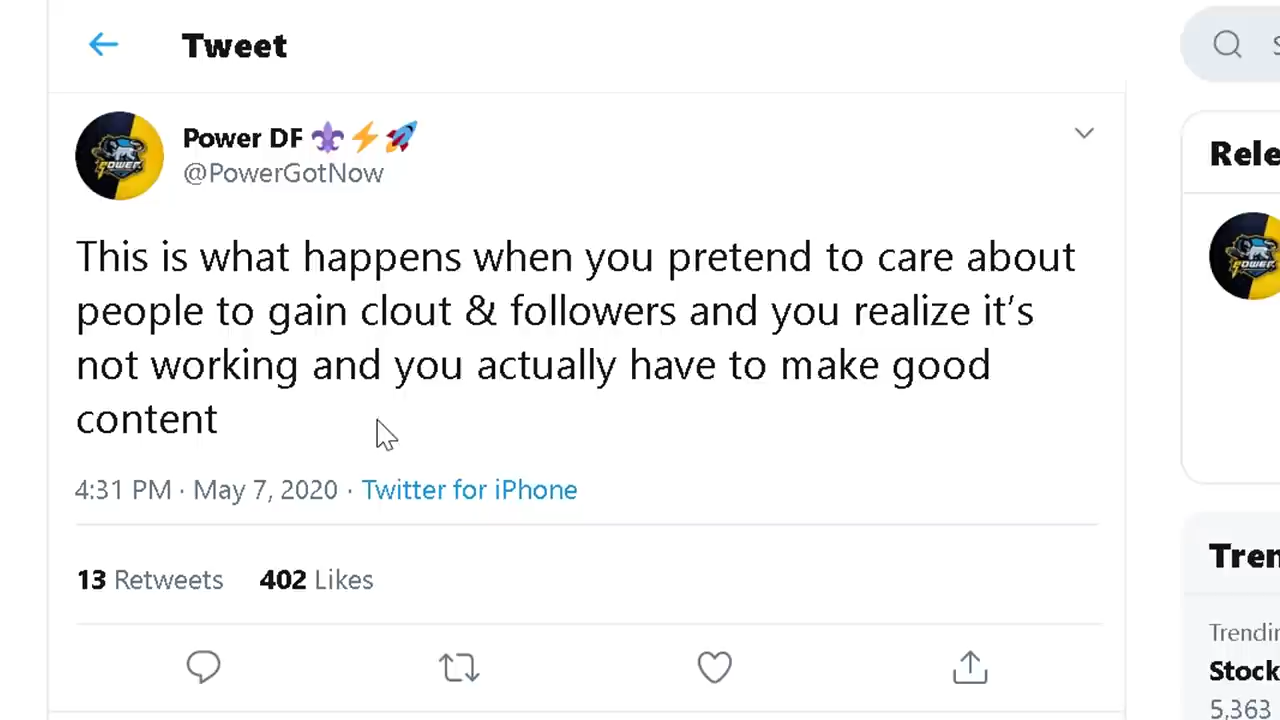 Tweet
Power DF ⚜️⚡🚀
@PowerGotNow
This is what happens when you pretend to care about
people to gain clout & followers and you realize it’s
not working and you actually have to make good
content
4:31 PM · May 7, 2020 · Twitter for iPhone
13 Retweets 402 Likes
POWER
S
Rele
POWER
Tren
Trendin
Stock
5,363